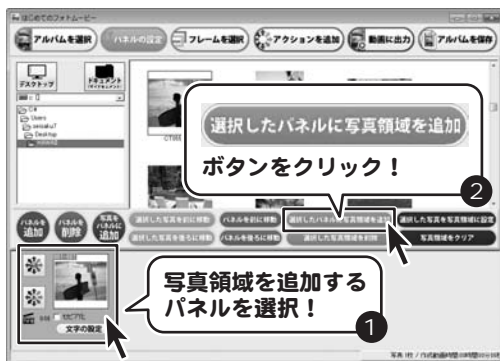 はじめてのフォトムービー
アルバムを選択
パネルの設定
フレームを選択
アクションを追加
動画に出力
アルバムを保存
デスクトップ
ドキュメント
(マイドキュメント)
C:¥
Users
Desktop
選択したパネルに写真領域を追加
ボタンをクリック！
2
パネルを
追加
パネルを
削除
写真を
パネルに
追加
選択した写真を前に移動
パネルを前に移動
選択したパネルに写真領域を追加
選択した写真を写真領域に設定
選択した写真を後ろに移動
パネルを後ろに移動
選択した写真領域を削除
写真領域をクリア
写真領域を追加する
パネルを選択！
1
文字の設定